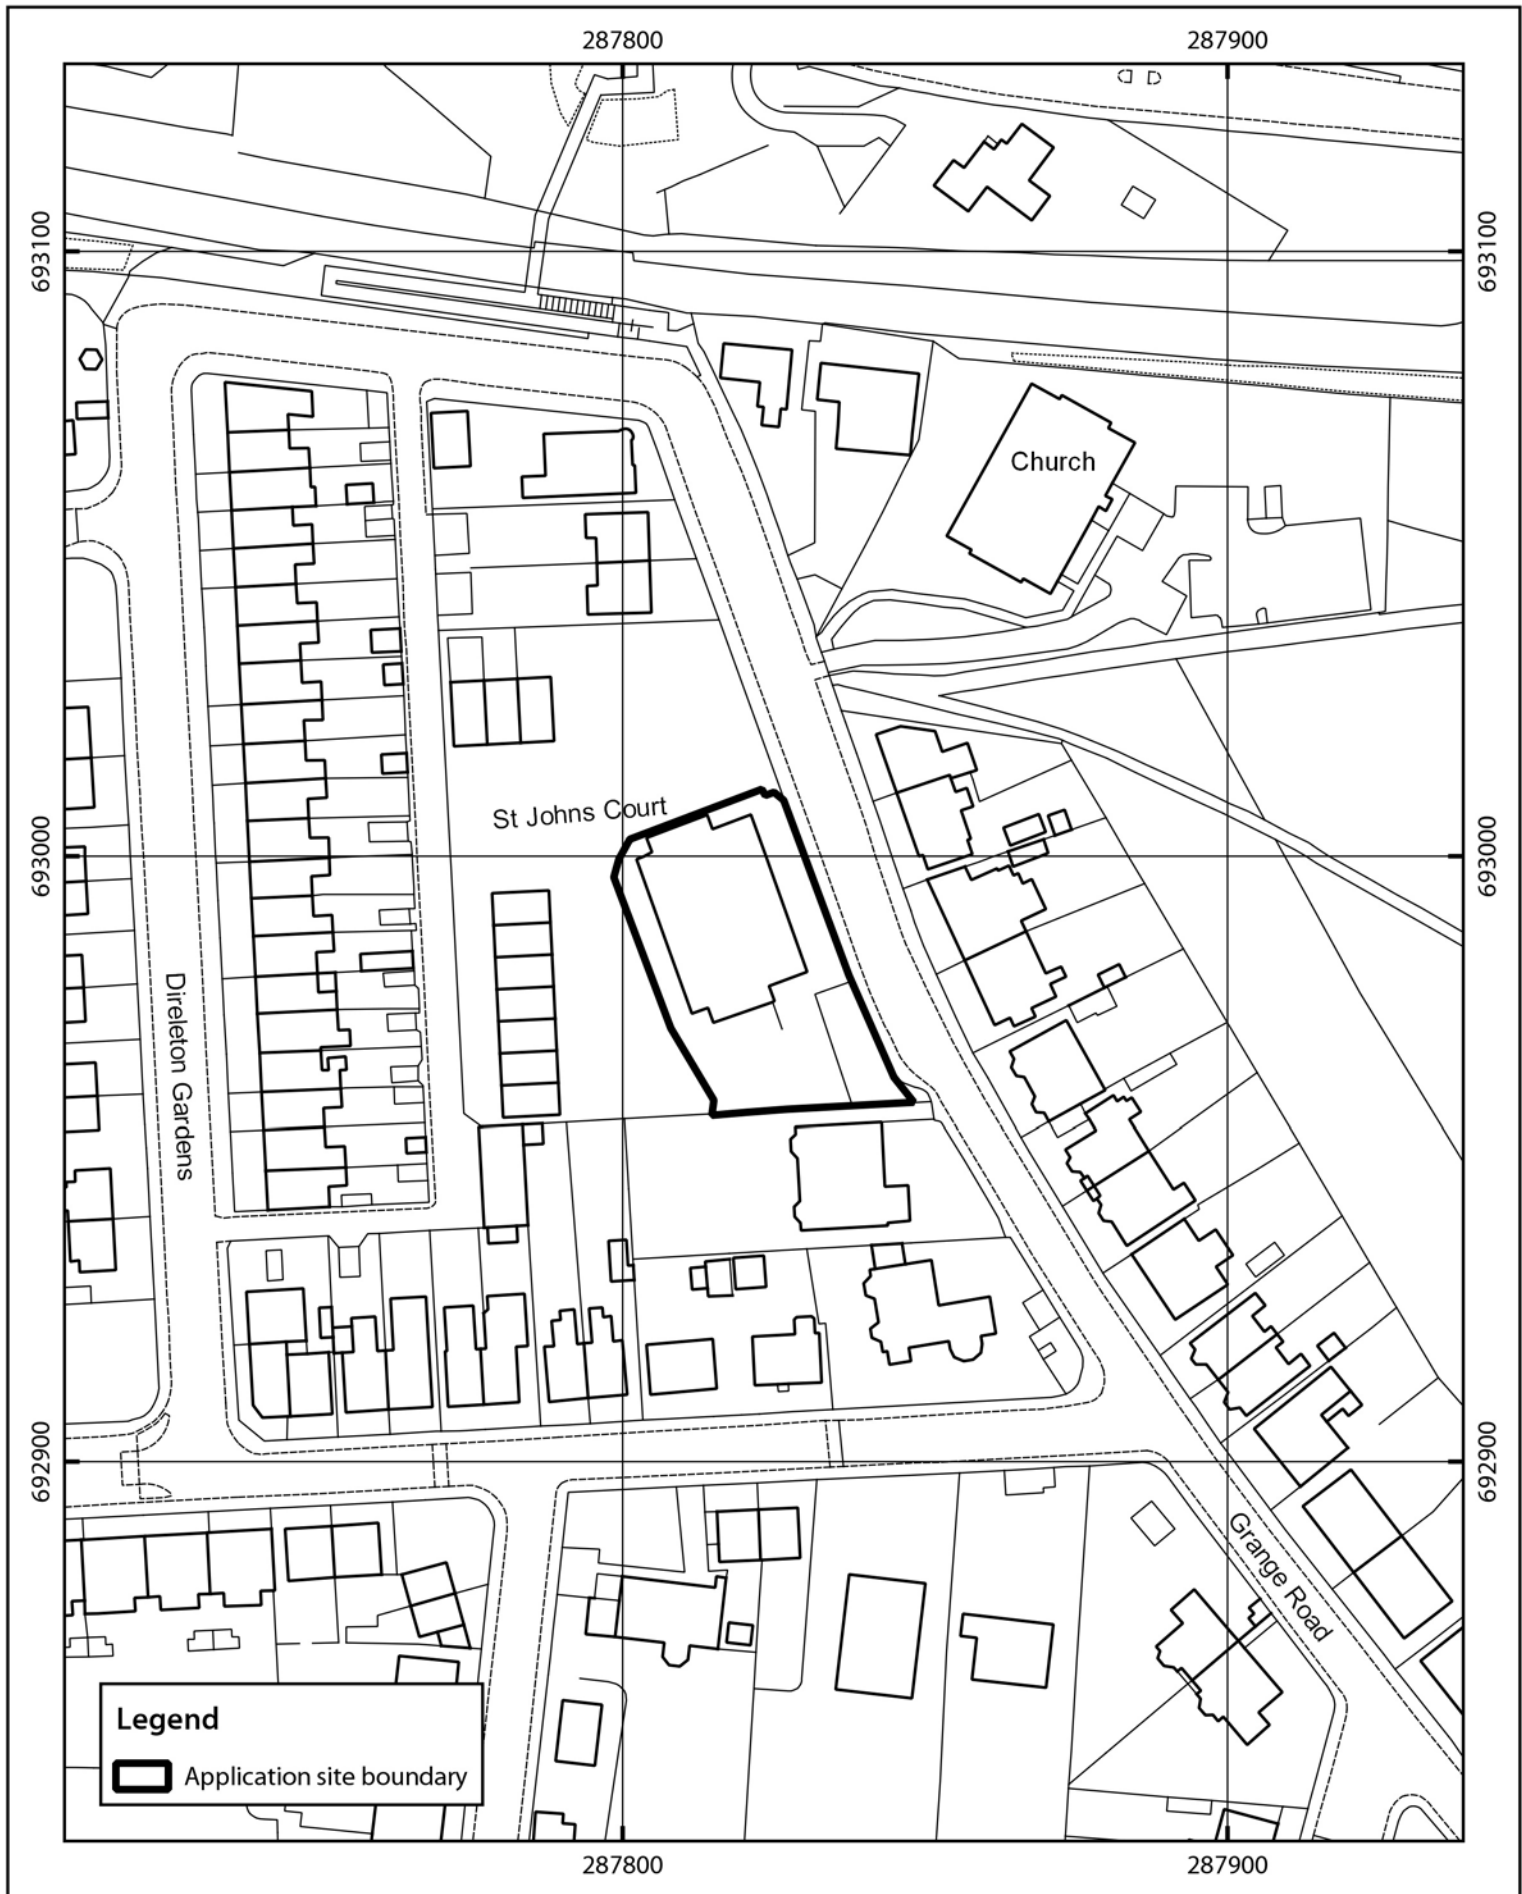 287800
287900
693100
693100
Church
St Johns Court
693000
693000
Direleton Gardens
692900
692900
Grange Road
Legend
Application site boundary
287800
287900